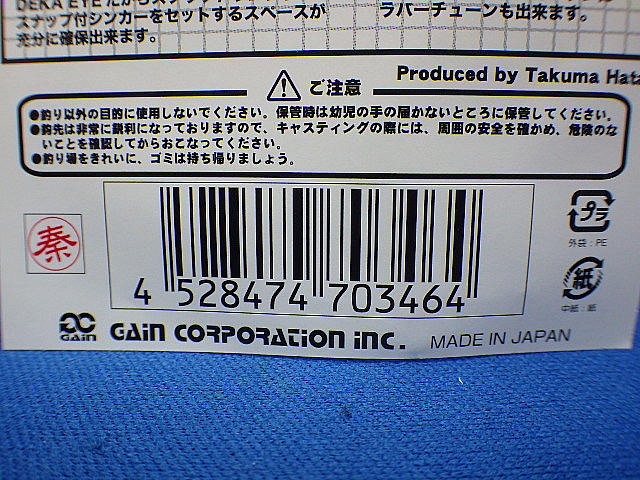 スナップ付シンカーをセットするスペースが
充分に確保出来ます。
ラバーチューンも出来ます。
Produced by Takuma Hata
ご注意
●釣り以外の目的に使用しないでください。保管時は幼児の手の届かないところに保管してください。
●鈎先は非常に鋭利になっておりますので、キャスティングの際には、周囲の安全を確かめ、危険のな
いことを確認してからおこなってください。
●釣り場をきれいに、ゴミは持ち帰りましょう。
秦
プラ
外袋:PE
紙
中紙:紙
4 528474 703464
GAIN
GAIN CORPORATION INC.
MADE IN JAPAN